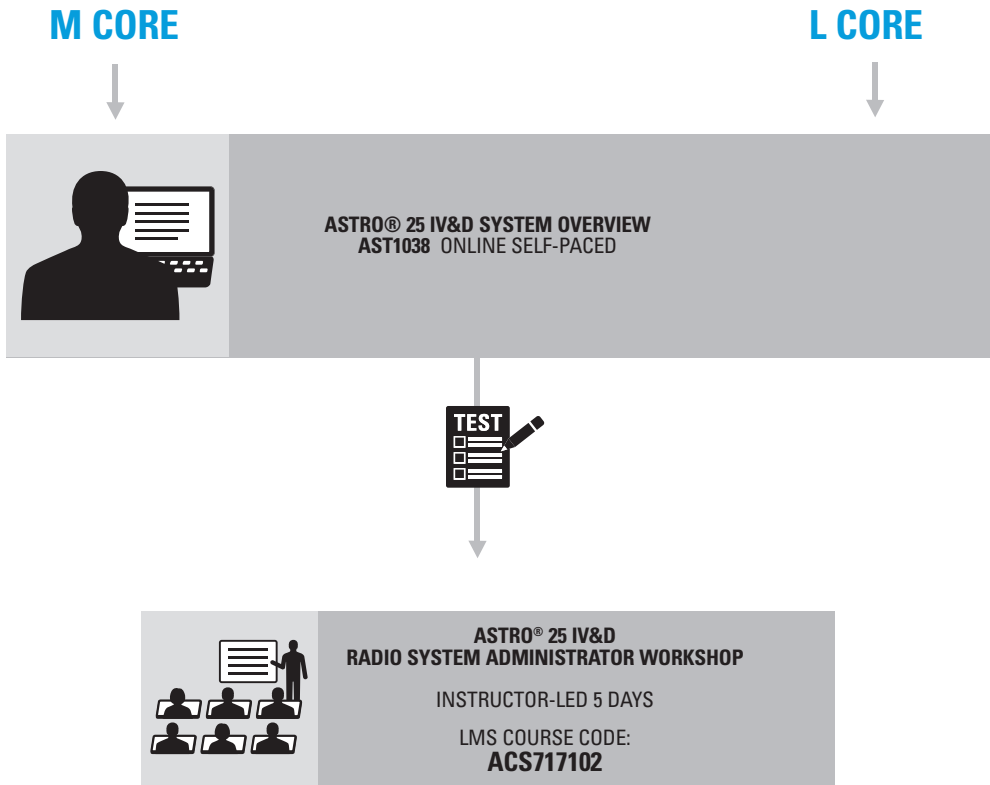 M CORE
L CORE
ASTRO® 25 IV&D SYSTEM OVERVIEW
AST1038 ONLINE SELF-PACED
TEST
ASTRO® 25 IV&D
RADIO SYSTEM ADMINISTRATOR WORKSHOP
INSTRUCTOR-LED 5 DAYS
LMS COURSE CODE:
ACS717102